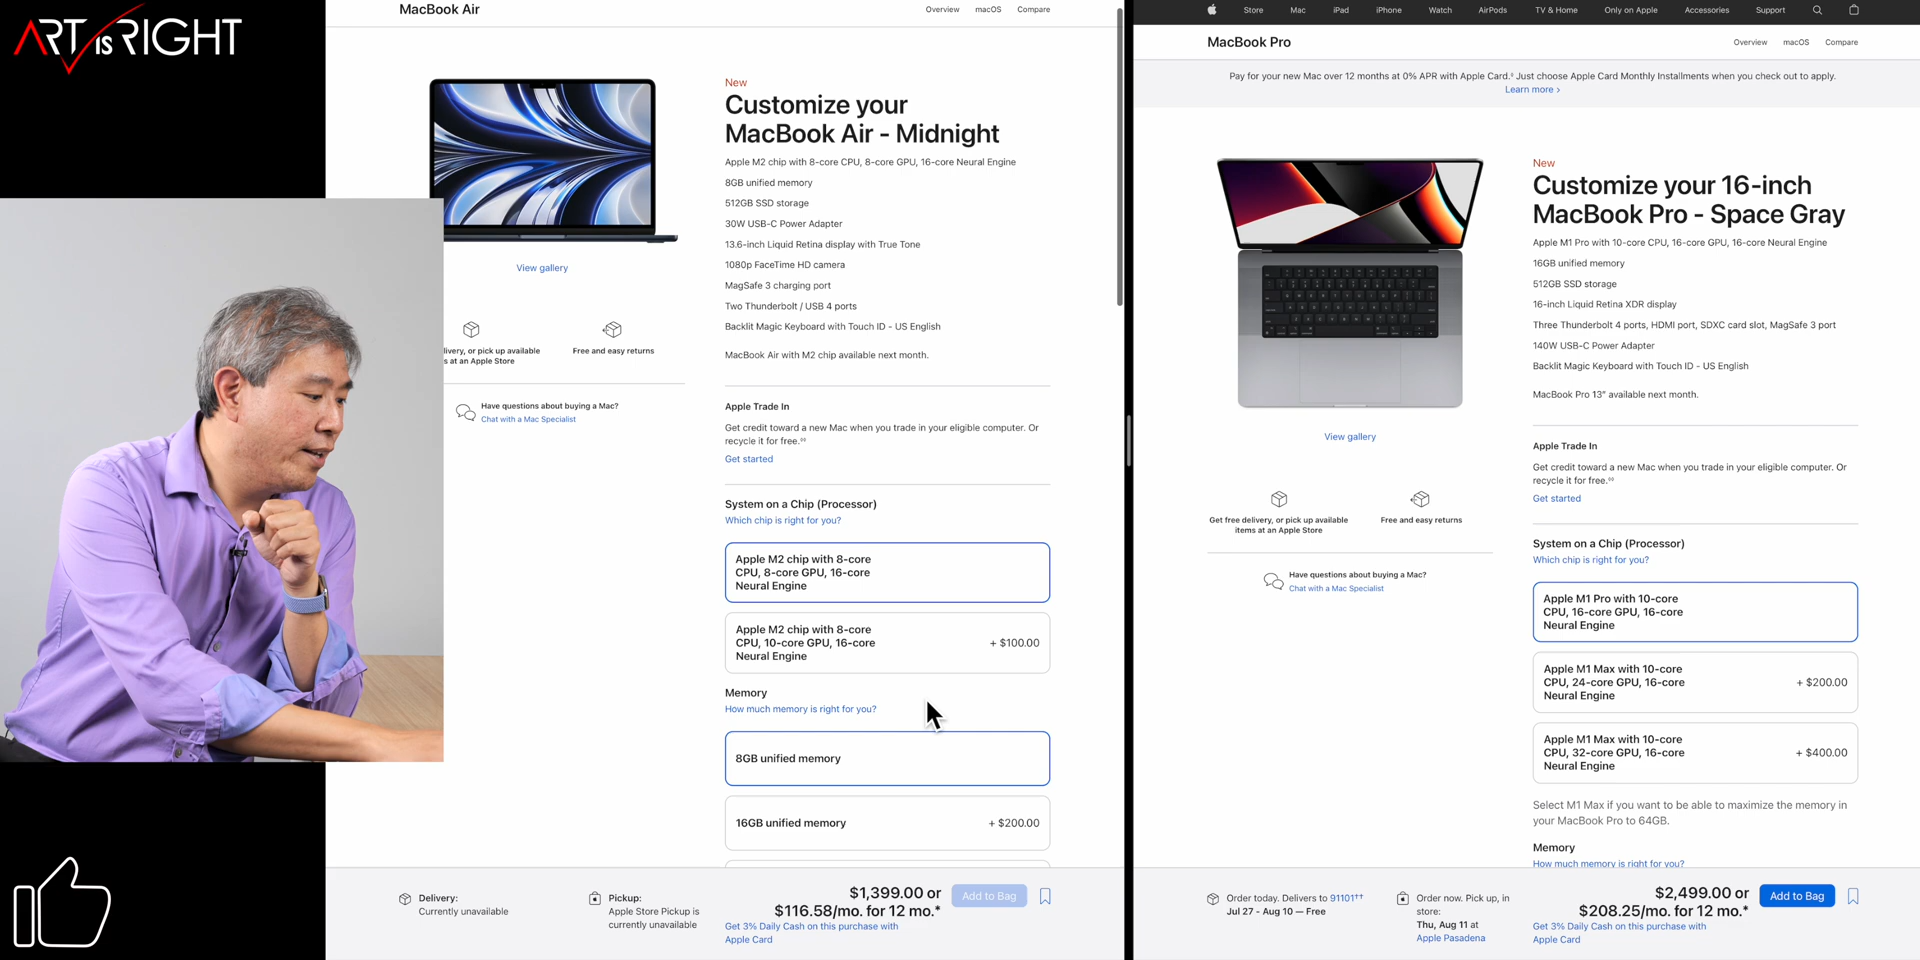 ART IS RIGHT
MacBook Air
Overview macOS Compare
New
Customize your
MacBook Air - Midnight
Apple M2 chip with 8-core CPU, 8-core GPU, 16-core Neural Engine
8GB unified memory
512GB SSD storage
30W USB-C Power Adapter
13.6-inch Liquid Retina display with True Tone
1080p FaceTime HD camera
MagSafe 3 charging port
Two Thunderbolt / USB 4 ports
Backlit Magic Keyboard with Touch ID - US English
MacBook Air with M2 chip available next month.
View gallery
livery, or pick up available
s at an Apple Store
Free and easy returns
Have questions about buying a Mac?
Chat with a Mac Specialist
Apple Trade In
Get credit toward a new Mac when you trade in your eligible computer. Or
recycle it for free.◊◊
Get started
System on a Chip (Processor)
Which chip is right for you?
Apple M2 chip with 8-core
CPU, 8-core GPU, 16-core
Neural Engine
Apple M2 chip with 8-core
CPU, 10-core GPU, 16-core
Neural Engine
+ $100.00
Memory
How much memory is right for you?
8GB unified memory
16GB unified memory
+ $200.00
Delivery:
Currently unavailable
Pickup:
Apple Store Pickup is
currently unavailable
$1,399.00 or
$116.58/mo. for 12 mo.*
Get 3% Daily Cash on this purchase with
Apple Card
Add to Bag
Store Mac iPad iPhone Watch AirPods TV & Home Only on Apple Accessories Support
MacBook Pro
Overview macOS Compare
Pay for your new Mac over 12 months at 0% APR with Apple Card.◊ Just choose Apple Card Monthly Installments when you check out to apply.
Learn more >
New
Customize your 16-inch
MacBook Pro - Space Gray
Apple M1 Pro with 10-core CPU, 16-core GPU, 16-core Neural Engine
16GB unified memory
512GB SSD storage
16-inch Liquid Retina XDR display
Three Thunderbolt 4 ports, HDMI port, SDXC card slot, MagSafe 3 port
140W USB-C Power Adapter
Backlit Magic Keyboard with Touch ID - US English
MacBook Pro 13" available next month.
View gallery
Get free delivery, or pick up available
items at an Apple Store
Free and easy returns
Have questions about buying a Mac?
Chat with a Mac Specialist
Apple Trade In
Get credit toward a new Mac when you trade in your eligible computer. Or
recycle it for free.◊◊
Get started
System on a Chip (Processor)
Which chip is right for you?
Apple M1 Pro with 10-core
CPU, 16-core GPU, 16-core
Neural Engine
Apple M1 Max with 10-core
CPU, 24-core GPU, 16-core
Neural Engine
+ $200.00
Apple M1 Max with 10-core
CPU, 32-core GPU, 16-core
Neural Engine
+ $400.00
Select M1 Max if you want to be able to maximize the memory in
your MacBook Pro to 64GB.
Memory
How much memory is right for you?
Order today. Delivers to 91101††
Jul 27 - Aug 10 — Free
Order now. Pick up, in
store:
Thu, Aug 11 at
Apple Pasadena
$2,499.00 or
$208.25/mo. for 12 mo.*
Get 3% Daily Cash on this purchase with
Apple Card
Add to Bag